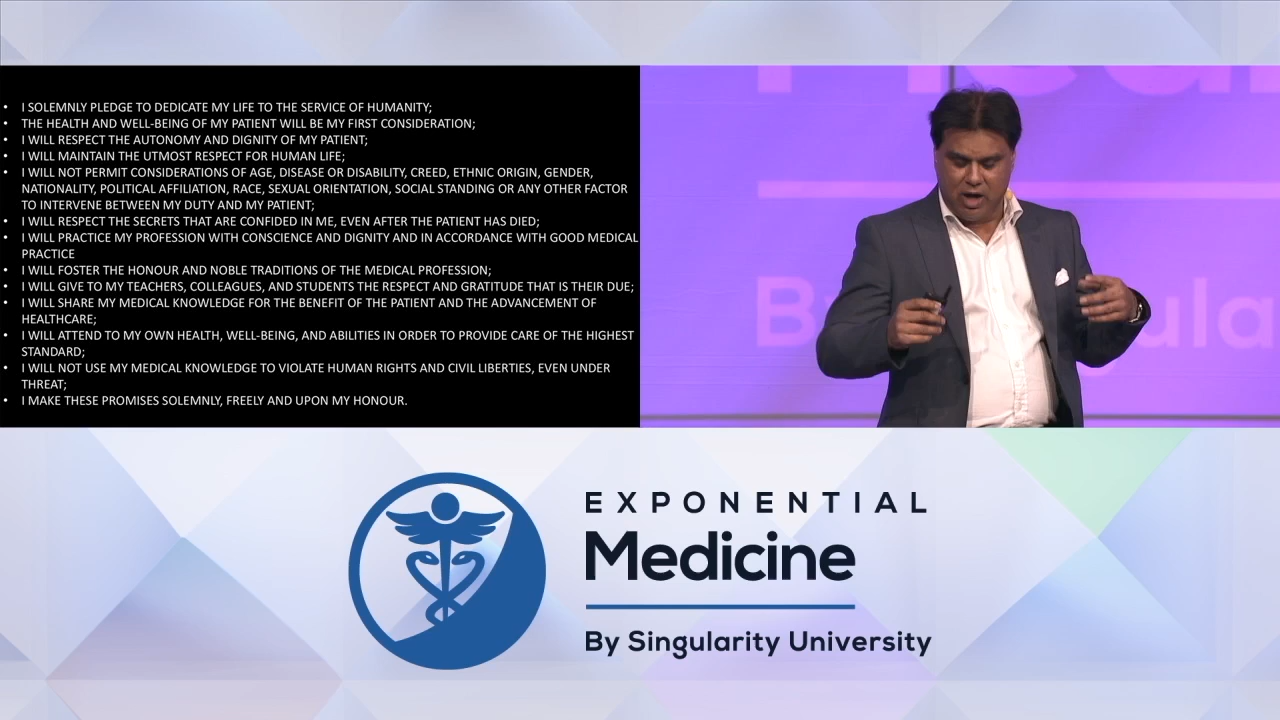 • I SOLEMNLY PLEDGE TO DEDICATE MY LIFE TO THE SERVICE OF HUMANITY;
• THE HEALTH AND WELL-BEING OF MY PATIENT WILL BE MY FIRST CONSIDERATION;
• I WILL RESPECT THE AUTONOMY AND DIGNITY OF MY PATIENT;
• I WILL MAINTAIN THE UTMOST RESPECT FOR HUMAN LIFE;
• I WILL NOT PERMIT CONSIDERATIONS OF AGE, DISEASE OR DISABILITY, CREED, ETHNIC ORIGIN, GENDER,
NATIONALITY, POLITICAL AFFILIATION, RACE, SEXUAL ORIENTATION, SOCIAL STANDING OR ANY OTHER FACTOR
TO INTERVENE BETWEEN MY DUTY AND MY PATIENT;
• I WILL RESPECT THE SECRETS THAT ARE CONFIDED IN ME, EVEN AFTER THE PATIENT HAS DIED;
• I WILL PRACTICE MY PROFESSION WITH CONSCIENCE AND DIGNITY AND IN ACCORDANCE WITH GOOD MEDICAL
PRACTICE
• I WILL FOSTER THE HONOUR AND NOBLE TRADITIONS OF THE MEDICAL PROFESSION;
• I WILL GIVE TO MY TEACHERS, COLLEAGUES, AND STUDENTS THE RESPECT AND GRATITUDE THAT IS THEIR DUE;
• I WILL SHARE MY MEDICAL KNOWLEDGE FOR THE BENEFIT OF THE PATIENT AND THE ADVANCEMENT OF
HEALTHCARE;
• I WILL ATTEND TO MY OWN HEALTH, WELL-BEING, AND ABILITIES IN ORDER TO PROVIDE CARE OF THE HIGHEST
STANDARD;
• I WILL NOT USE MY MEDICAL KNOWLEDGE TO VIOLATE HUMAN RIGHTS AND CIVIL LIBERTIES, EVEN UNDER
THREAT;
• I MAKE THESE PROMISES SOLEMNLY, FREELY AND UPON MY HONOUR.
EXPONENTIAL
Medicine
By Singularity University